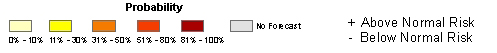 Probability
No Forecast
0% - 10% 11% - 30% 31% - 50% 51% - 80% 81% - 100%
+ Above Normal Risk
- Below Normal Risk